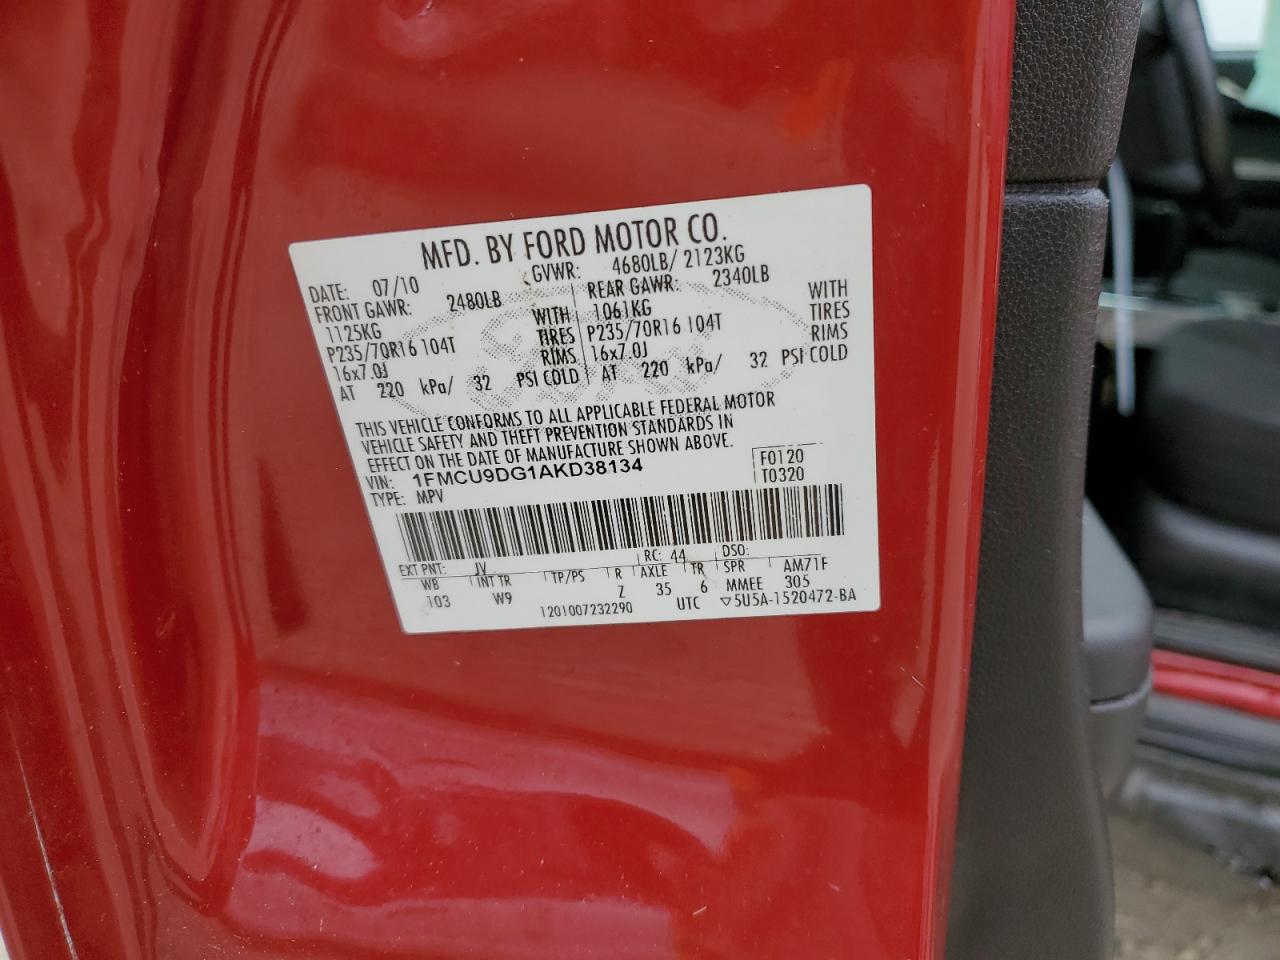 MFD. BY FORD MOTOR CO.
DATE: 07/10 GVWR: 4680LB/ 2123KG
FRONT GAWR: 2480LB REAR GAWR: 2340LB
1125KG WITH 1061KG WITH
P235/70R16 104T TIRES P235/70R16 104T TIRES
16x7.0J RIMS 16x7.0J RIMS
AT 220 kPa/ 32 PSI COLD AT 220 kPa/ 32 PSI COLD
THIS VEHICLE CONFORMS TO ALL APPLICABLE FEDERAL MOTOR
VEHICLE SAFETY AND THEFT PREVENTION STANDARDS IN
EFFECT ON THE DATE OF MANUFACTURE SHOWN ABOVE.
VIN: 1FMCU9DG1AKD38134 F0120
TYPE: MPV T0320
EXT PNT: JV RC: 44 DSO:
WB INT TR TP/PS R AXLE TR SPR AM71F
103 W9 Z 35 6 MMEE 305
1201007232290 UTC ▽5U5A-1520472-BA